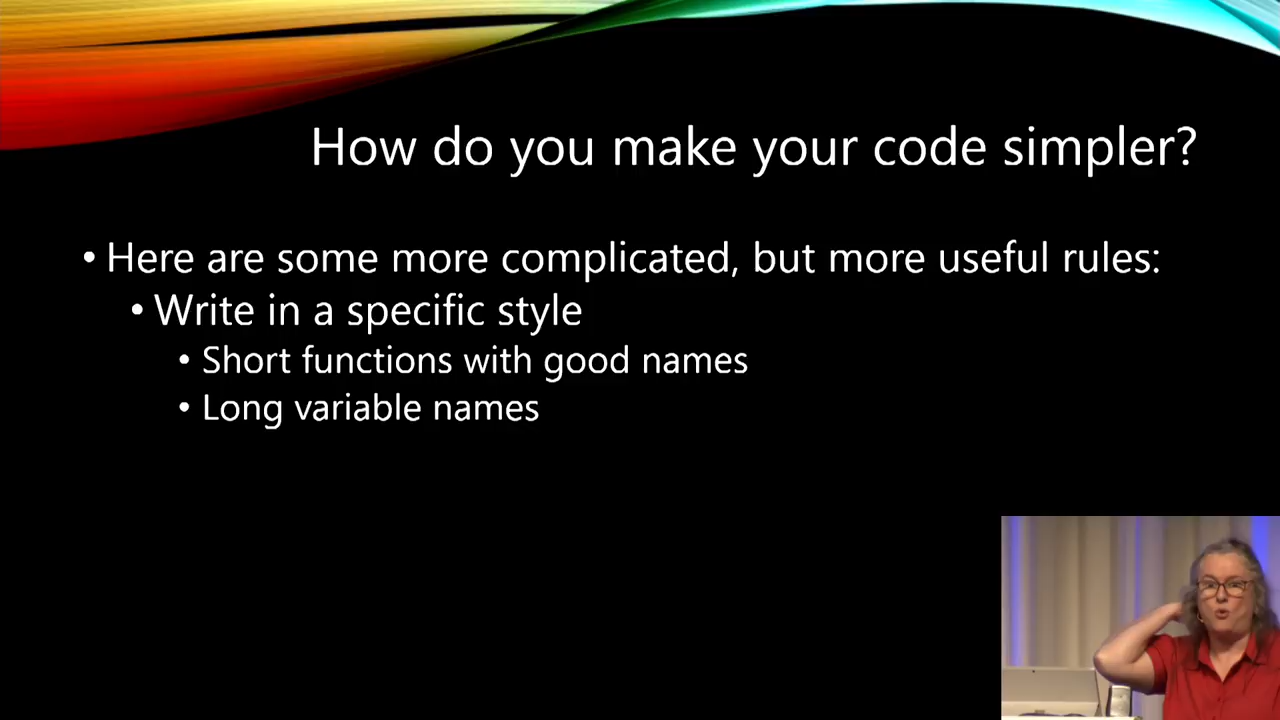 How do you make your code simpler?
• Here are some more complicated, but more useful rules:
• Write in a specific style
• Short functions with good names
• Long variable names